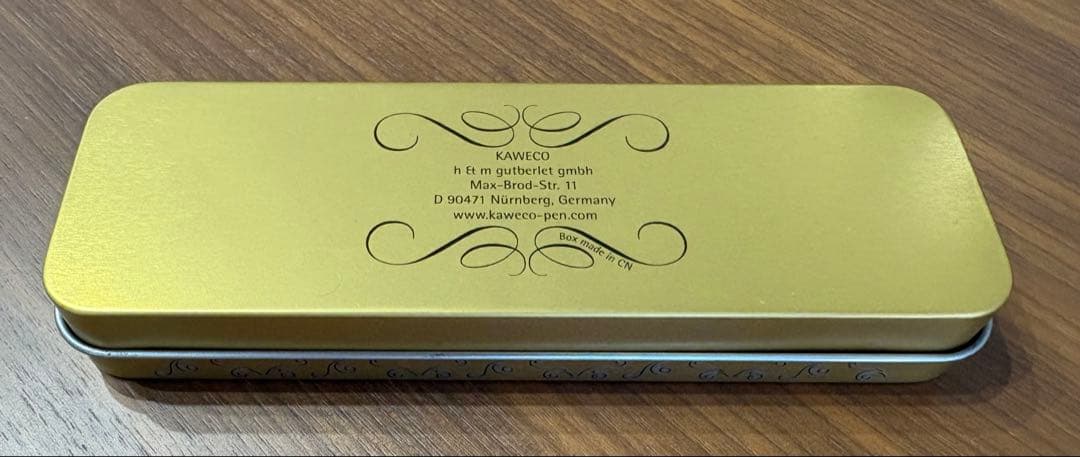 KAWECO
h & m gutberlet gmbh
Max-Brod-Str. 11
D 90471 Nürnberg, Germany
www.kaweco-pen.com
Box made in CN